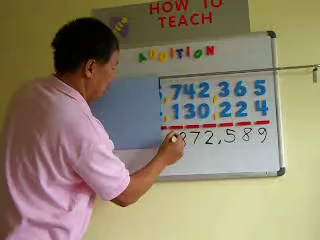 HOW TO
TEACH
ADDITION
,742,365
,130,224
872,589